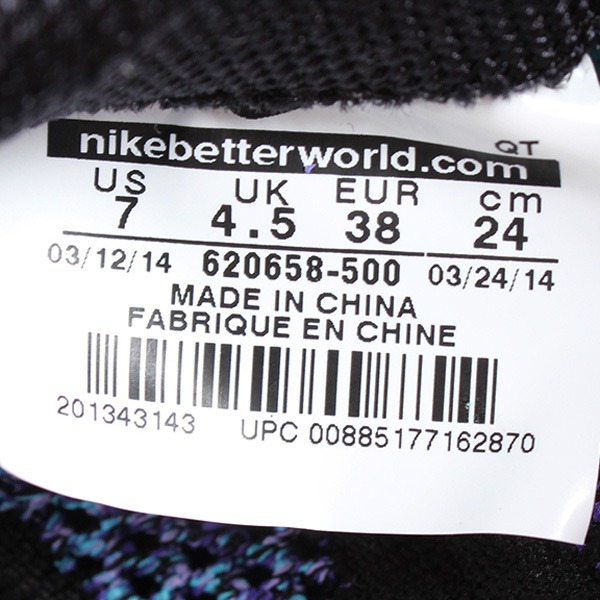 QT
nikebetterworld.com
US UK EUR cm
7 4.5 38 24
03/12/14 620658-500 03/24/14
MADE IN CHINA
FABRIQUE EN CHINE
201343143 UPC 00885177162870